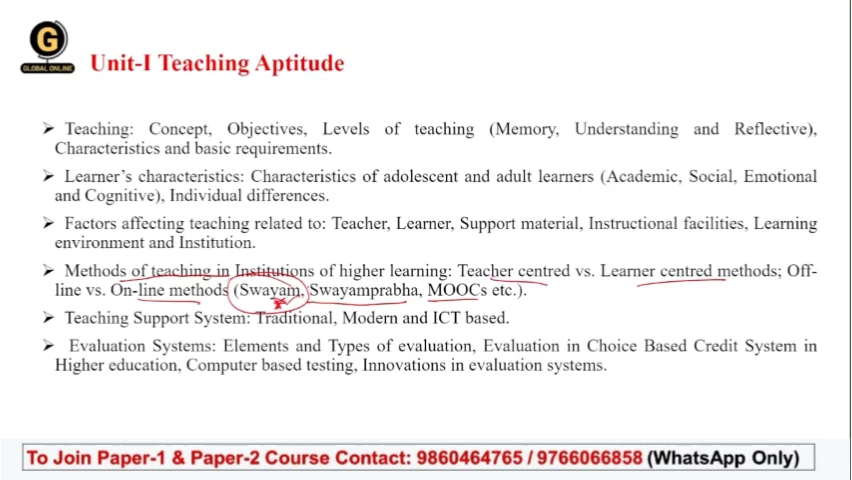 G
GLOBAL ONLINE
Unit-I Teaching Aptitude
➢ Teaching: Concept, Objectives, Levels of teaching (Memory, Understanding and Reflective),
Characteristics and basic requirements.
➢ Learner's characteristics: Characteristics of adolescent and adult learners (Academic, Social, Emotional
and Cognitive), Individual differences.
➢ Factors affecting teaching related to: Teacher, Learner, Support material, Instructional facilities, Learning
environment and Institution.
➢ Methods of teaching in Institutions of higher learning: Teacher centred vs. Learner centred methods; Off-
line vs. On-line methods (Swayam, Swayamprabha, MOOCs etc.).
➢ Teaching Support System: Traditional, Modern and ICT based.
➢ Evaluation Systems: Elements and Types of evaluation, Evaluation in Choice Based Credit System in
Higher education, Computer based testing, Innovations in evaluation systems.
To Join Paper-1 & Paper-2 Course Contact: 9860464765 / 9766066858 (WhatsApp Only)